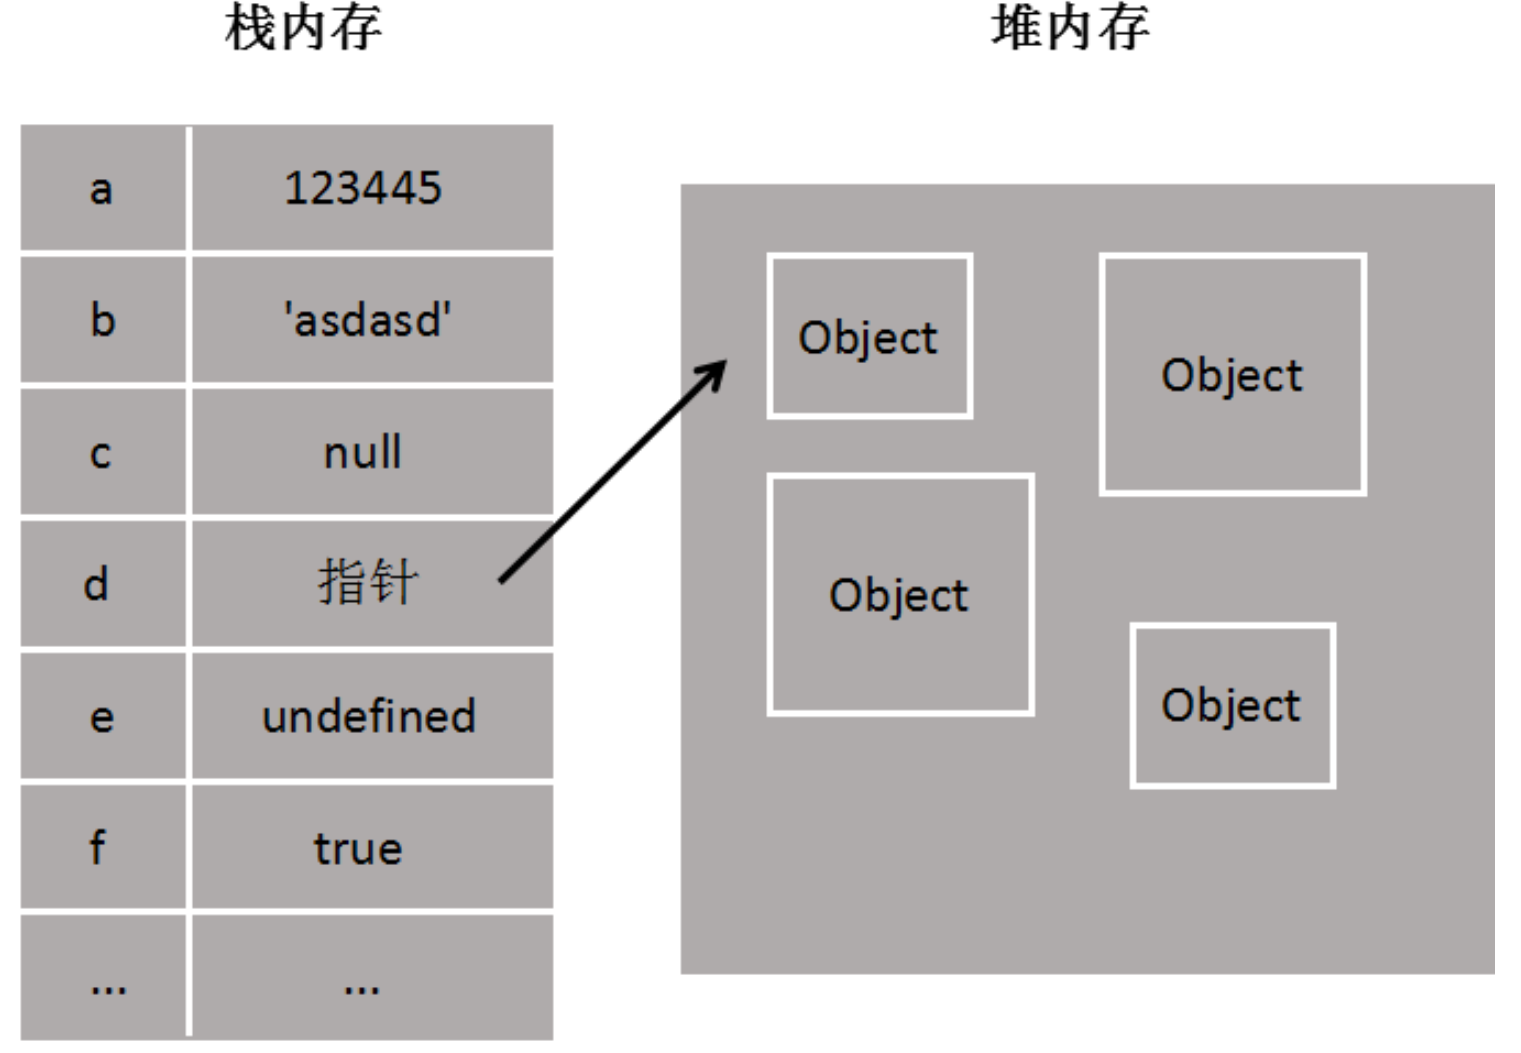 栈内存
堆内存
a 123445
b 'asdasd'
c null
d 指针
e undefined
f true
... ...
Object
Object
Object
Object